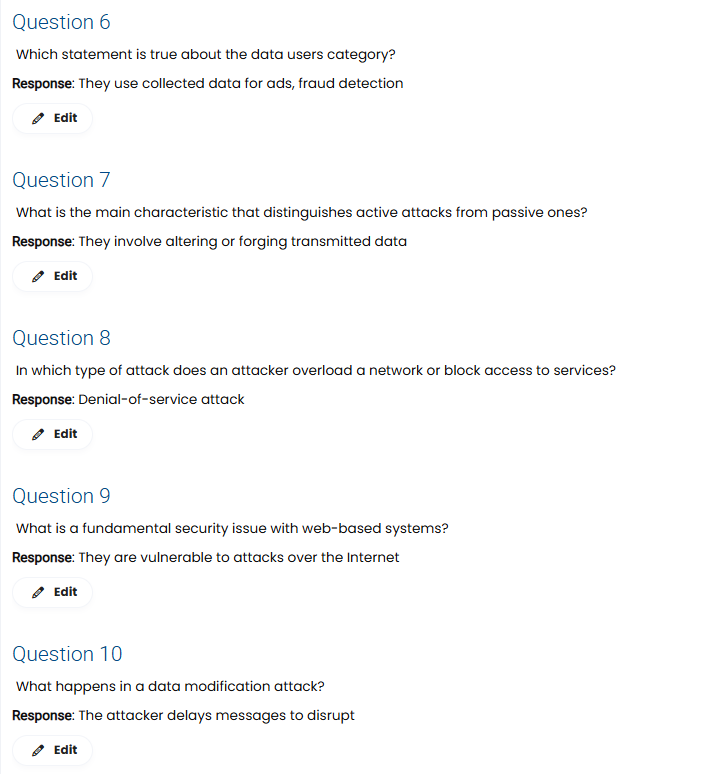 Question 6
Which statement is true about the data users category?
Response: They use collected data for ads, fraud detection
Edit
Question 7
What is the main characteristic that distinguishes active attacks from passive ones?
Response: They involve altering or forging transmitted data
Edit
Question 8
In which type of attack does an attacker overload a network or block access to services?
Response: Denial-of-service attack
Edit
Question 9
What is a fundamental security issue with web-based systems?
Response: They are vulnerable to attacks over the Internet
Edit
Question 10
What happens in a data modification attack?
Response: The attacker delays messages to disrupt
Edit